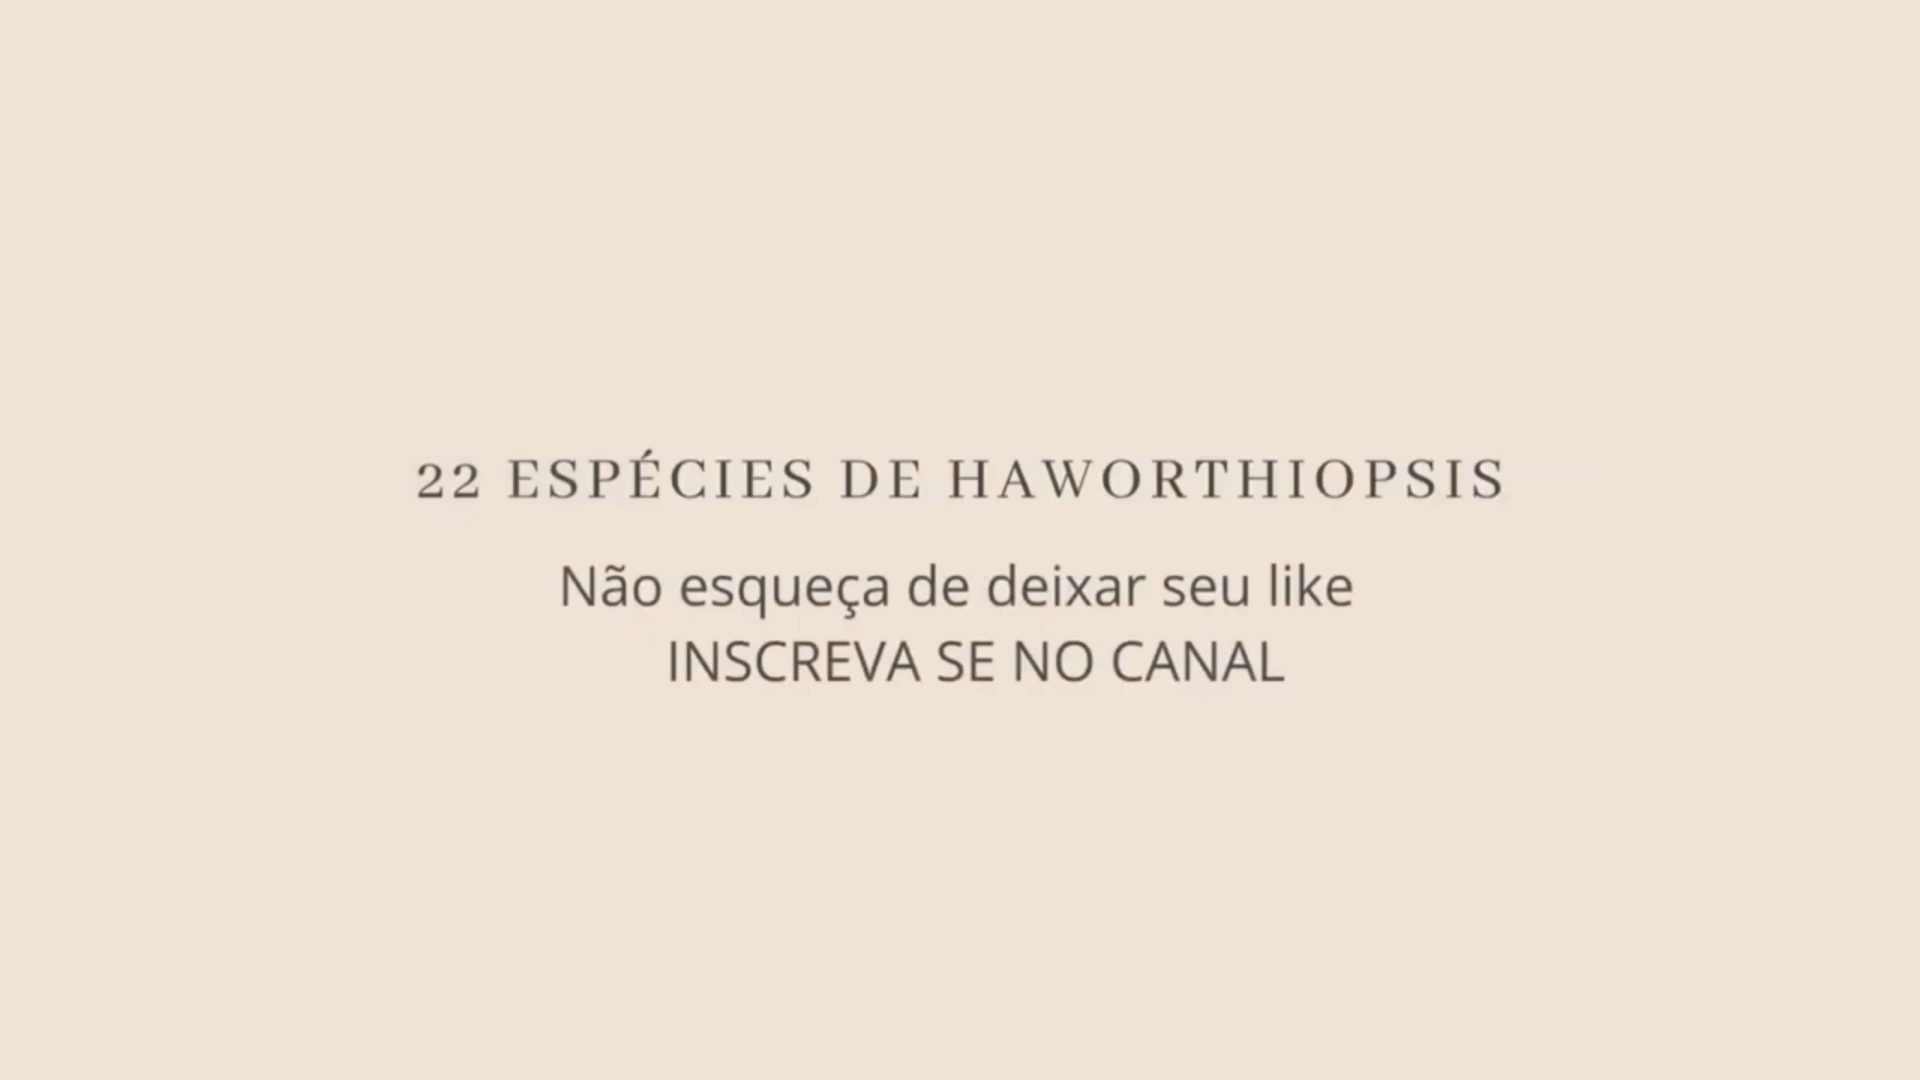 22 ESPÉCIES DE HAWORTHIOPSIS
Não esqueça de deixar seu like
INSCREVA SE NO CANAL